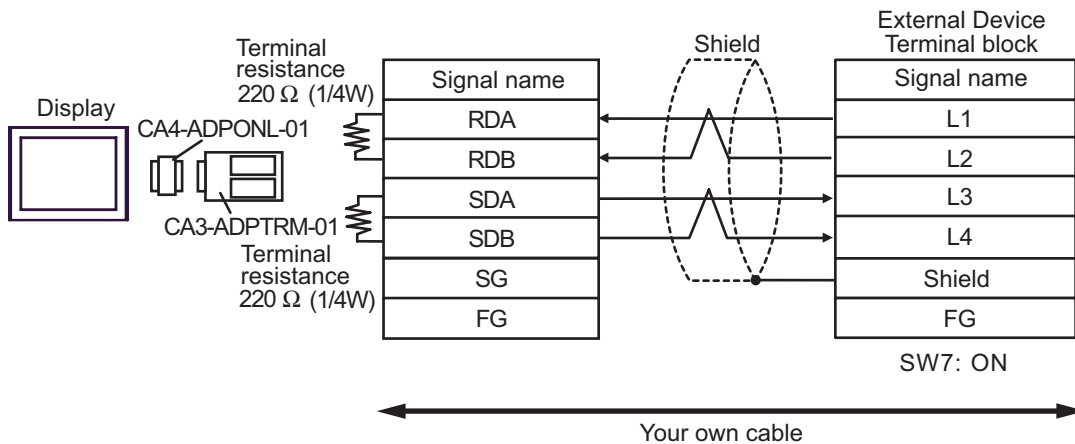 Display
CA4-ADPONL-01
CA3-ADPTRM-01
Terminal
resistance
220 Ω (1/4W)
Terminal
resistance
220 Ω (1/4W)
Signal name
RDA
RDB
SDA
SDB
SG
FG
Shield
External Device
Terminal block
Signal name
L1
L2
L3
L4
Shield
FG
SW7: ON
Your own cable